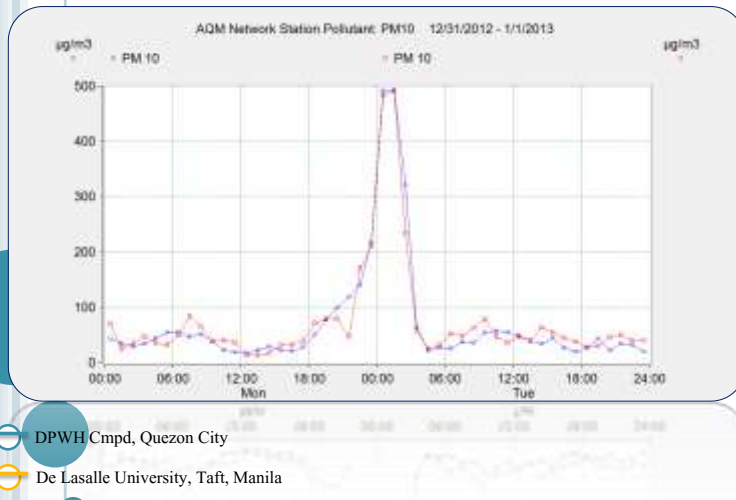 AQM Network Station Pollutant: PM10 12/31/2012 - 1/1/2013
µg/m3 µg/m3
PM 10 PM 10
500
400
300
200
100
0
00:00 06:00 12:00 18:00 00:00 06:00 12:00 18:00 24:00
Mon Tue
DPWH Cmpd, Quezon City
De Lasalle University, Taft, Manila